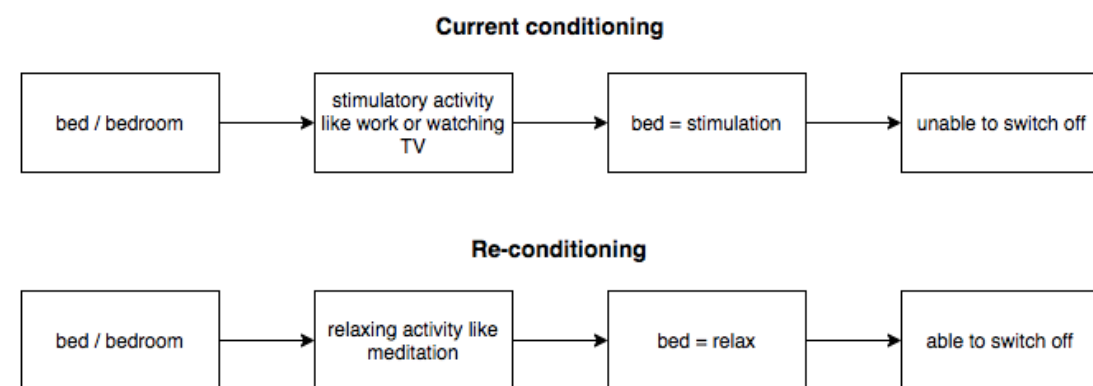 Current conditioning
bed / bedroom
stimulatory activity
like work or watching
TV
bed = stimulation
unable to switch off
Re-conditioning
bed / bedroom
relaxing activity like
meditation
bed = relax
able to switch off